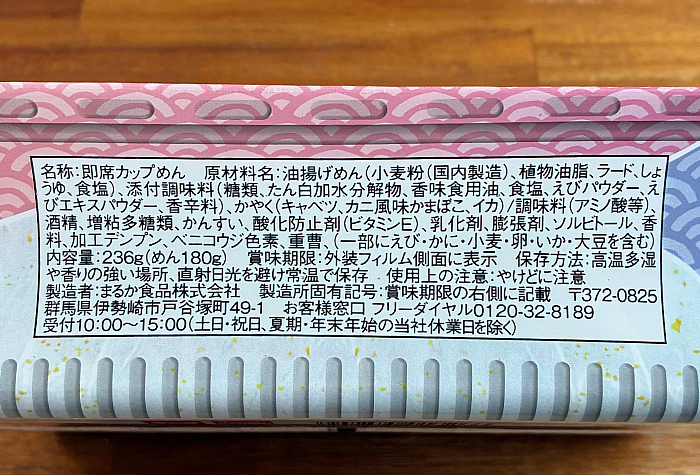 名称:即席カップめん　原材料名:油揚げめん(小麦粉(国内製造)、植物油脂、ラード、しょ
うゆ、食塩)、添付調味料(糖類、たん白加水分解物、香味食用油、食塩、えびパウダー、え
びエキスパウダー、香辛料)、かやく(キャベツ、カニ風味かまぼこ、イカ)/調味料(アミノ酸等)、
酒精、増粘多糖類、かんすい、酸化防止剤(ビタミンE)、乳化剤、膨張剤、ソルビトール、香
料、加工デンプン、ベニコウジ色素、重曹、(一部にえび・かに・小麦・卵・いか・大豆を含む)
内容量:236g(めん180g)　賞味期限:外装フィルム側面に表示　保存方法:高温多湿
や香りの強い場所、直射日光を避け常温で保存　使用上の注意:やけどに注意
製造者:まるか食品株式会社　製造所固有記号:賞味期限の右側に記載　〒372-0825
群馬県伊勢崎市戸谷塚町49-1　お客様窓口 フリーダイヤル0120-32-8189
受付10:00〜15:00(土日・祝日、夏期・年末年始の当社休業日を除く)